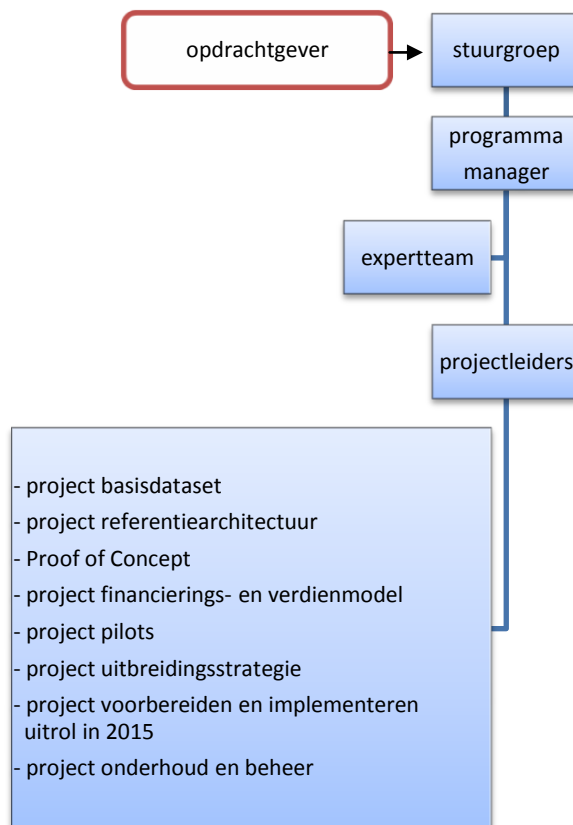 opdrachtgever
stuurgroep
programma
manager
expertteam
projectleiders
- project basisdataset
- project referentiearchitectuur
- Proof of Concept
- project financierings- en verdienmodel
- project pilots
- project uitbreidingsstrategie
- project voorbereiden en implementeren
uitrol in 2015
- project onderhoud en beheer